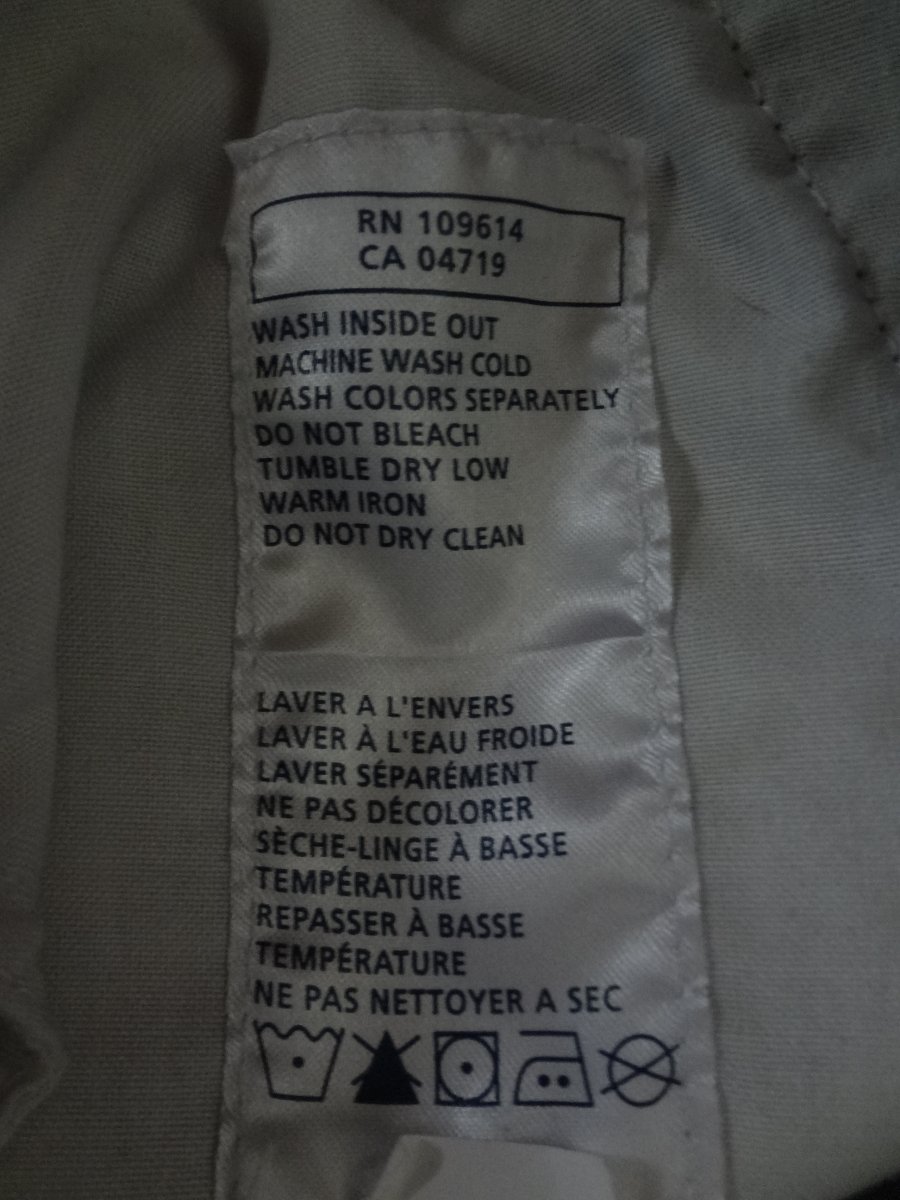 RN 109614
CA 04719
WASH INSIDE OUT
MACHINE WASH COLD
WASH COLORS SEPARATELY
DO NOT BLEACH
TUMBLE DRY LOW
WARM IRON
DO NOT DRY CLEAN
LAVER A L'ENVERS
LAVER À L'EAU FROIDE
LAVER SÉPARÉMENT
NE PAS DÉCOLORER
SÈCHE-LINGE À BASSE
TEMPÉRATURE
REPASSER À BASSE
TEMPÉRATURE
NE PAS NETTOYER A SEC